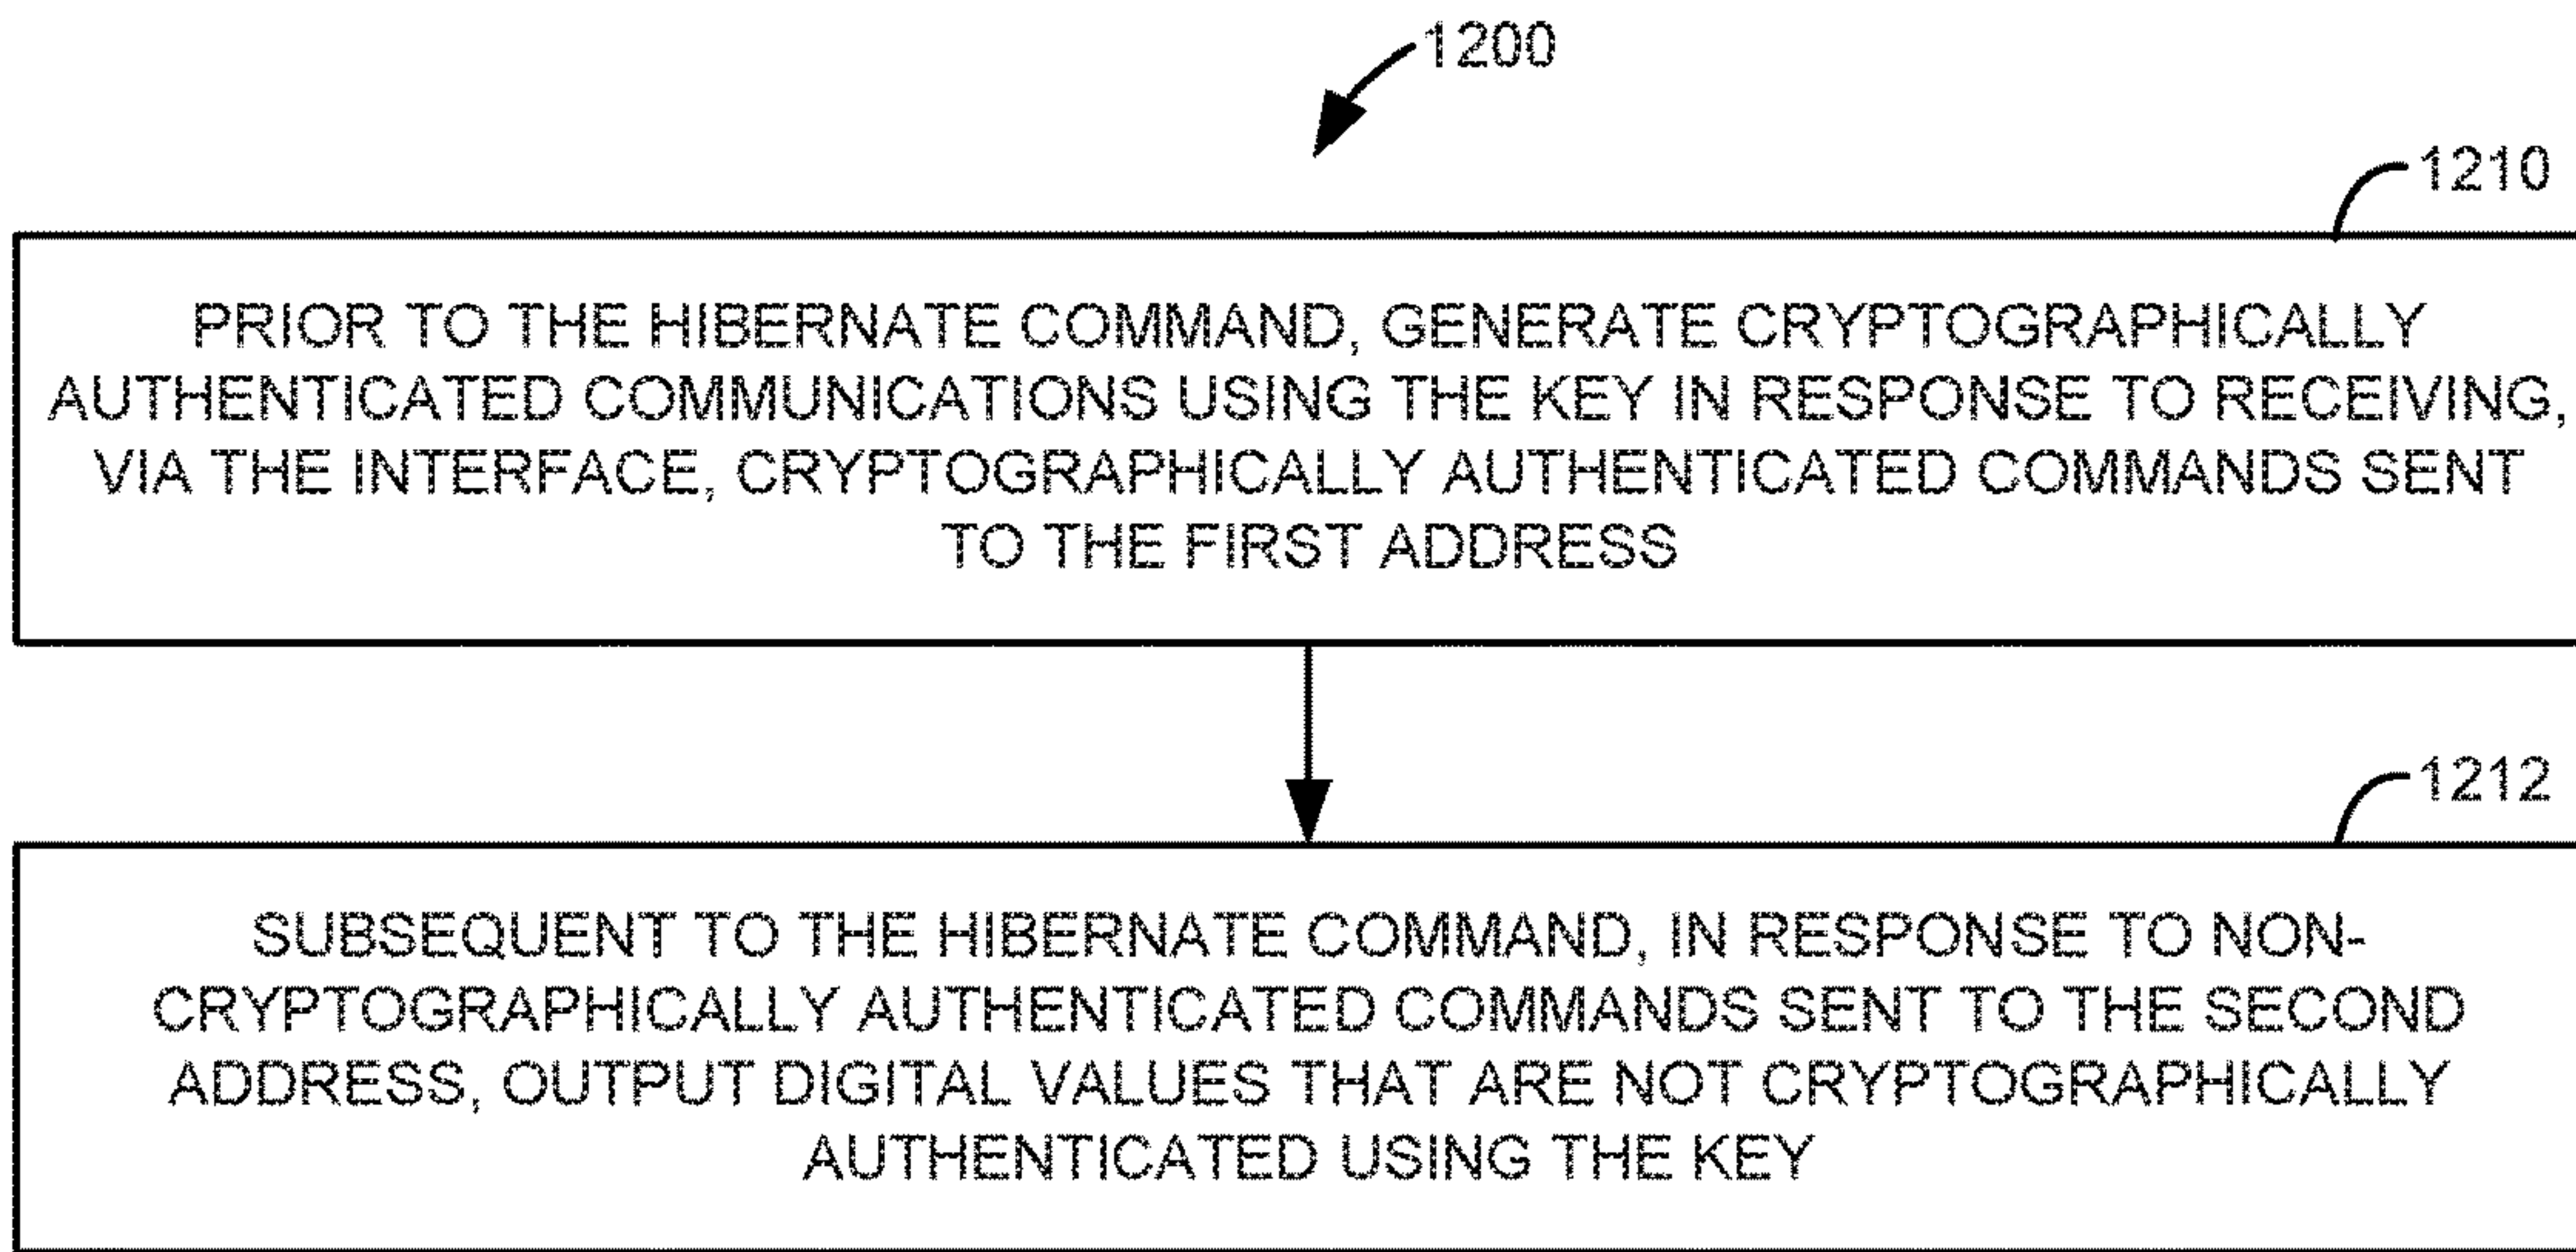 1200
1210
PRIOR TO THE HIBERNATE COMMAND, GENERATE CRYPTOGRAPHICALLY
AUTHENTICATED COMMUNICATIONS USING THE KEY IN RESPONSE TO RECEIVING,
VIA THE INTERFACE, CRYPTOGRAPHICALLY AUTHENTICATED COMMANDS SENT
TO THE FIRST ADDRESS
1212
SUBSEQUENT TO THE HIBERNATE COMMAND, IN RESPONSE TO NON-
CRYPTOGRAPHICALLY AUTHENTICATED COMMANDS SENT TO THE SECOND
ADDRESS, OUTPUT DIGITAL VALUES THAT ARE NOT CRYPTOGRAPHICALLY
AUTHENTICATED USING THE KEY